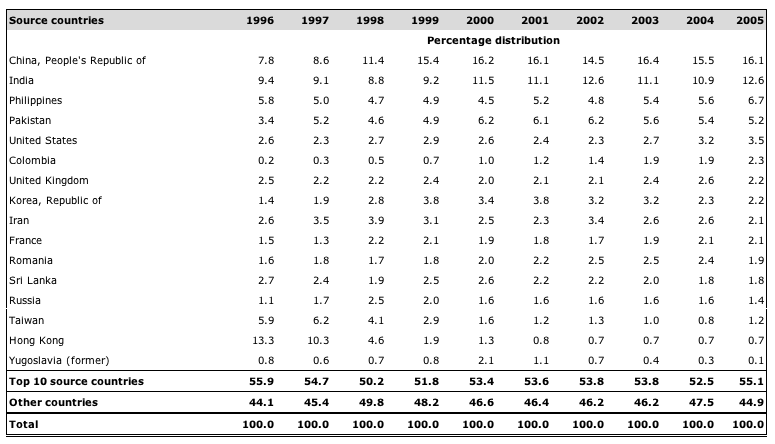 Source countries 1996 1997 1998 1999 2000 2001 2002 2003 2004 2005
Percentage distribution
China, People's Republic of 7.8 8.6 11.4 15.4 16.2 16.1 14.5 16.4 15.5 16.1
India 9.4 9.1 8.8 9.2 11.5 11.1 12.6 11.1 10.9 12.6
Philippines 5.8 5.0 4.7 4.9 4.5 5.2 4.8 5.4 5.6 6.7
Pakistan 3.4 5.2 4.6 4.9 6.2 6.1 6.2 5.6 5.4 5.2
United States 2.6 2.3 2.7 2.9 2.6 2.4 2.3 2.7 3.2 3.5
Colombia 0.2 0.3 0.5 0.7 1.0 1.2 1.4 1.9 1.9 2.3
United Kingdom 2.5 2.2 2.2 2.4 2.0 2.1 2.1 2.4 2.6 2.2
Korea, Republic of 1.4 1.9 2.8 3.8 3.4 3.8 3.2 3.2 2.3 2.2
Iran 2.6 3.5 3.9 3.1 2.5 2.3 3.4 2.6 2.6 2.1
France 1.5 1.3 2.2 2.1 1.9 1.8 1.7 1.9 2.1 2.1
Romania 1.6 1.8 1.7 1.8 2.0 2.2 2.5 2.5 2.4 1.9
Sri Lanka 2.7 2.4 1.9 2.5 2.6 2.2 2.2 2.0 1.8 1.8
Russia 1.1 1.7 2.5 2.0 1.6 1.6 1.6 1.6 1.6 1.4
Taiwan 5.9 6.2 4.1 2.9 1.6 1.2 1.3 1.0 0.8 1.2
Hong Kong 13.3 10.3 4.6 1.9 1.3 0.8 0.7 0.7 0.7 0.7
Yugoslavia (former) 0.8 0.6 0.7 0.8 2.1 1.1 0.7 0.4 0.3 0.1
Top 10 source countries 55.9 54.7 50.2 51.8 53.4 53.6 53.8 53.8 52.5 55.1
Other countries 44.1 45.4 49.8 48.2 46.6 46.4 46.2 46.2 47.5 44.9
Total 100.0 100.0 100.0 100.0 100.0 100.0 100.0 100.0 100.0 100.0